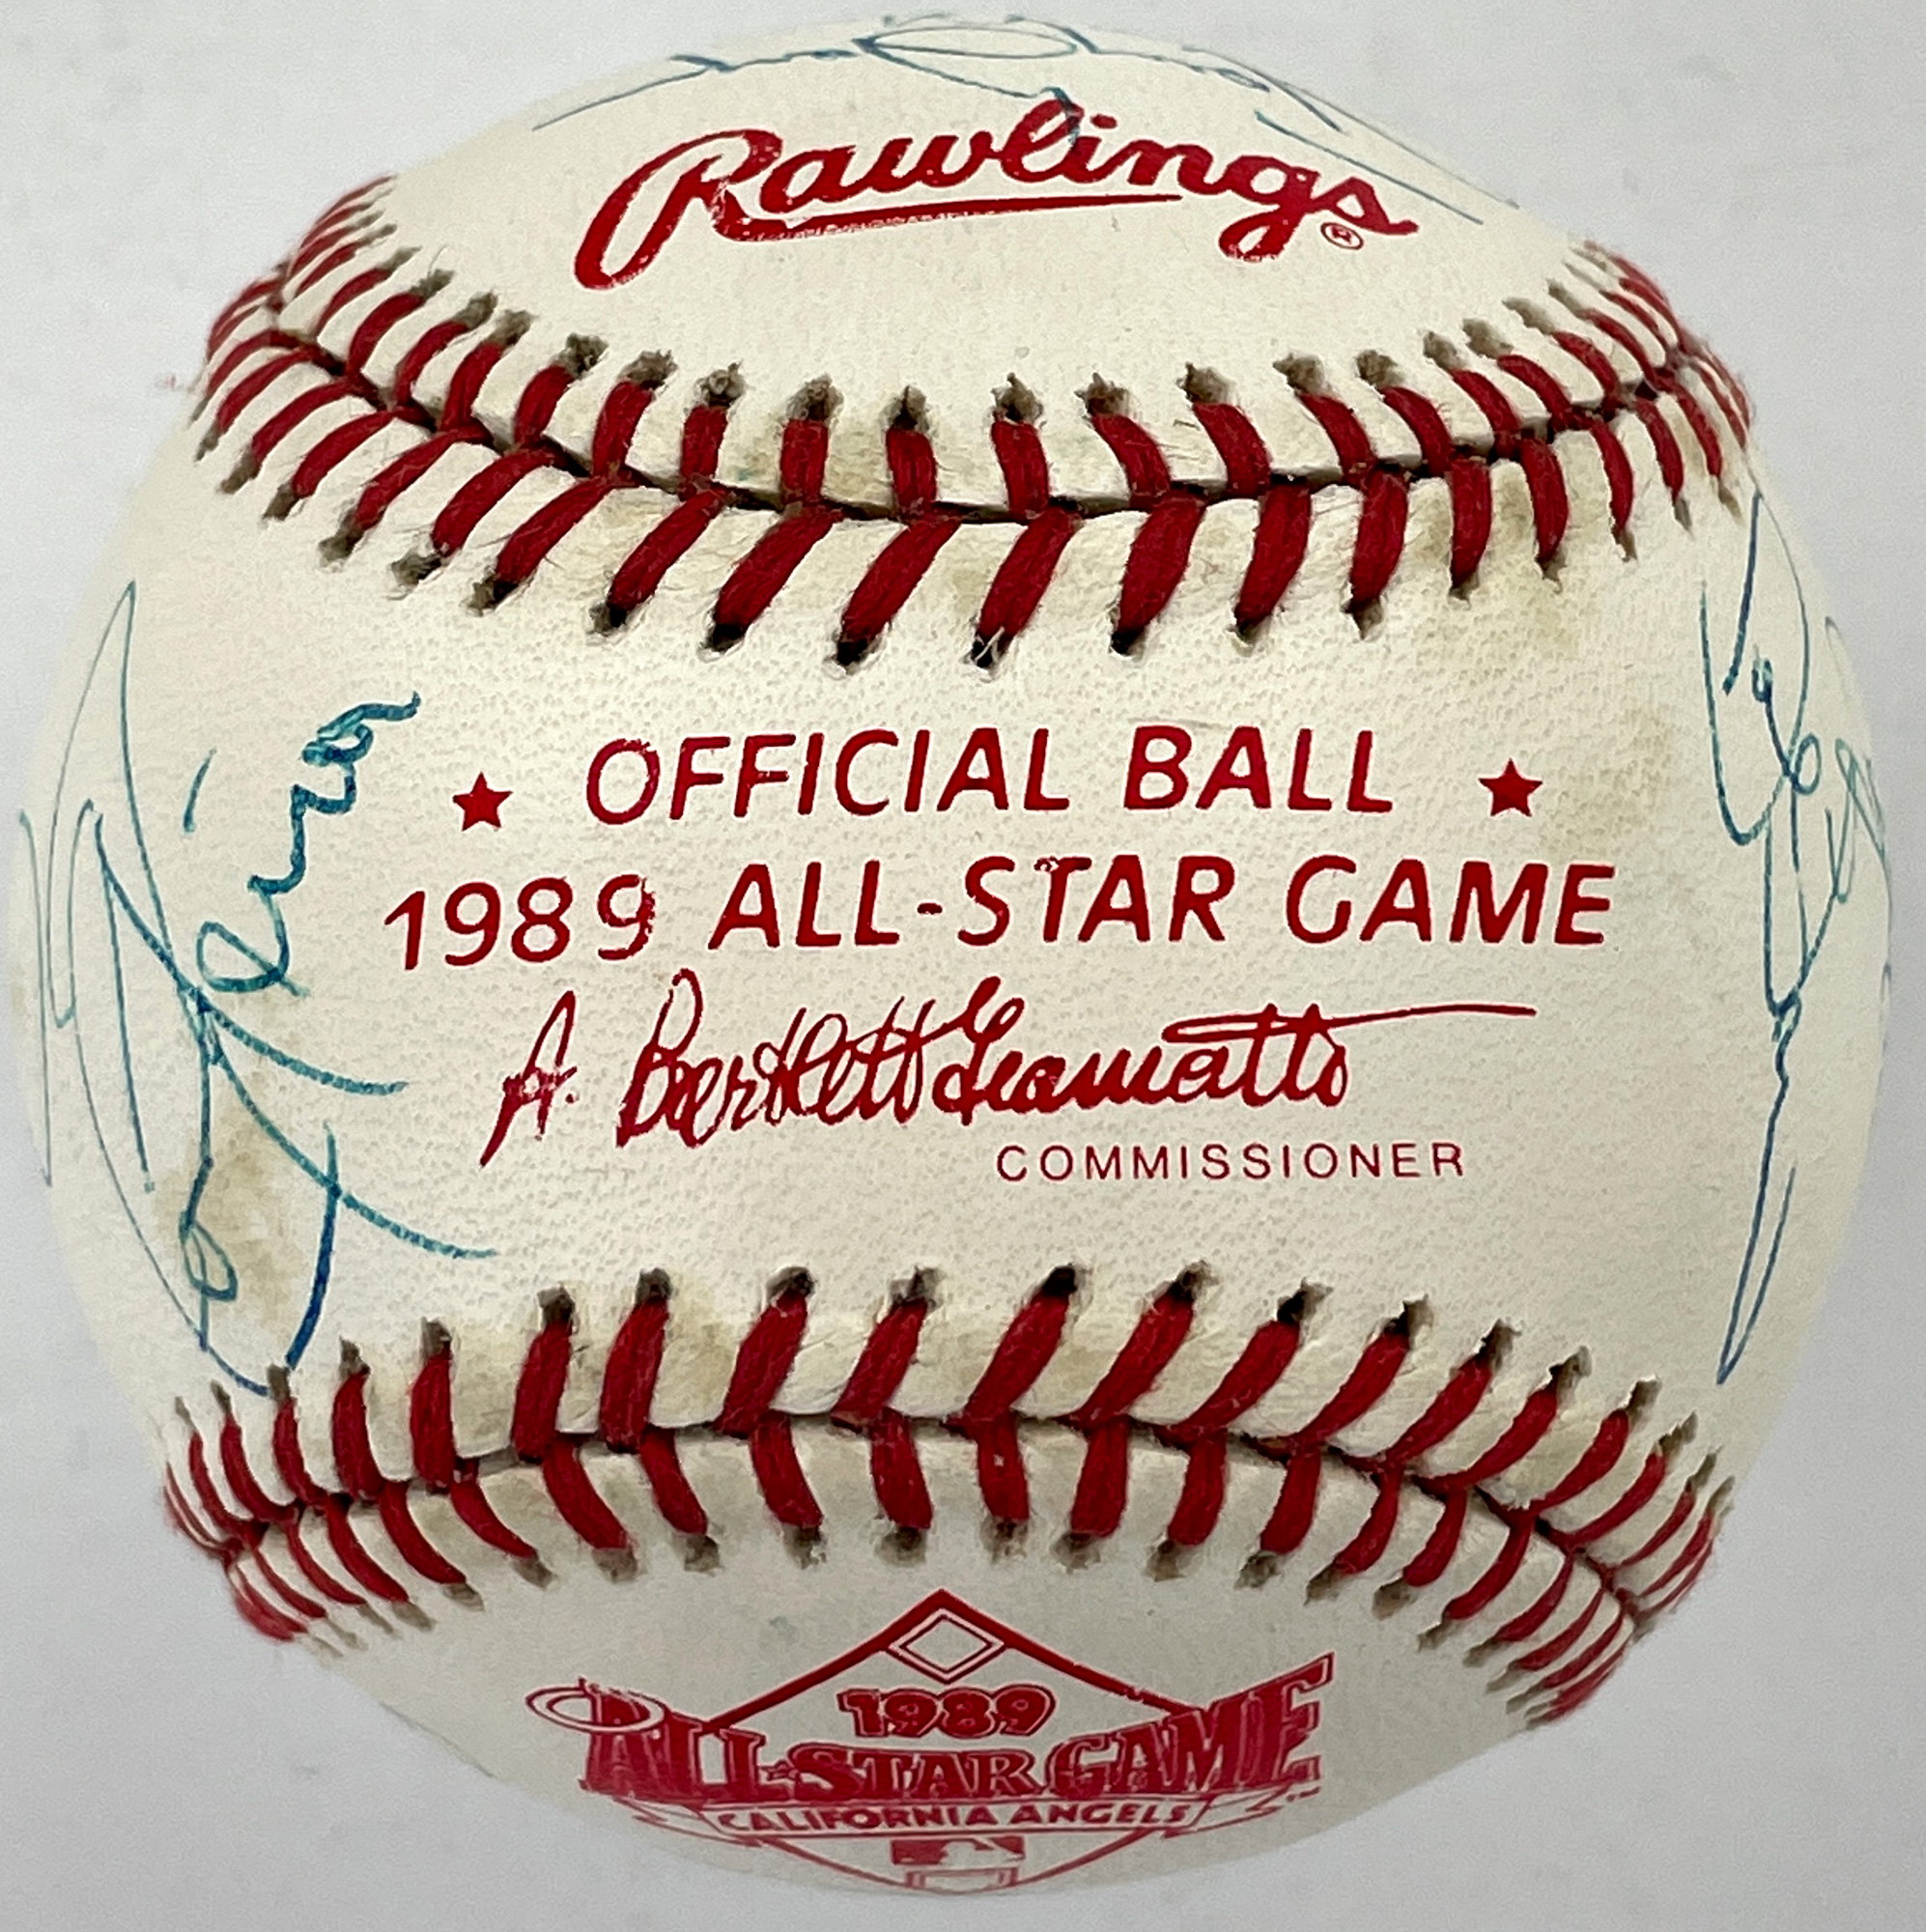 Rawlings®
★ OFFICIAL BALL ★
1989 ALL-STAR GAME
A. Bartlett Giamatti
COMMISSIONER
1989
ALL-STAR GAME
CALIFORNIA ANGELS